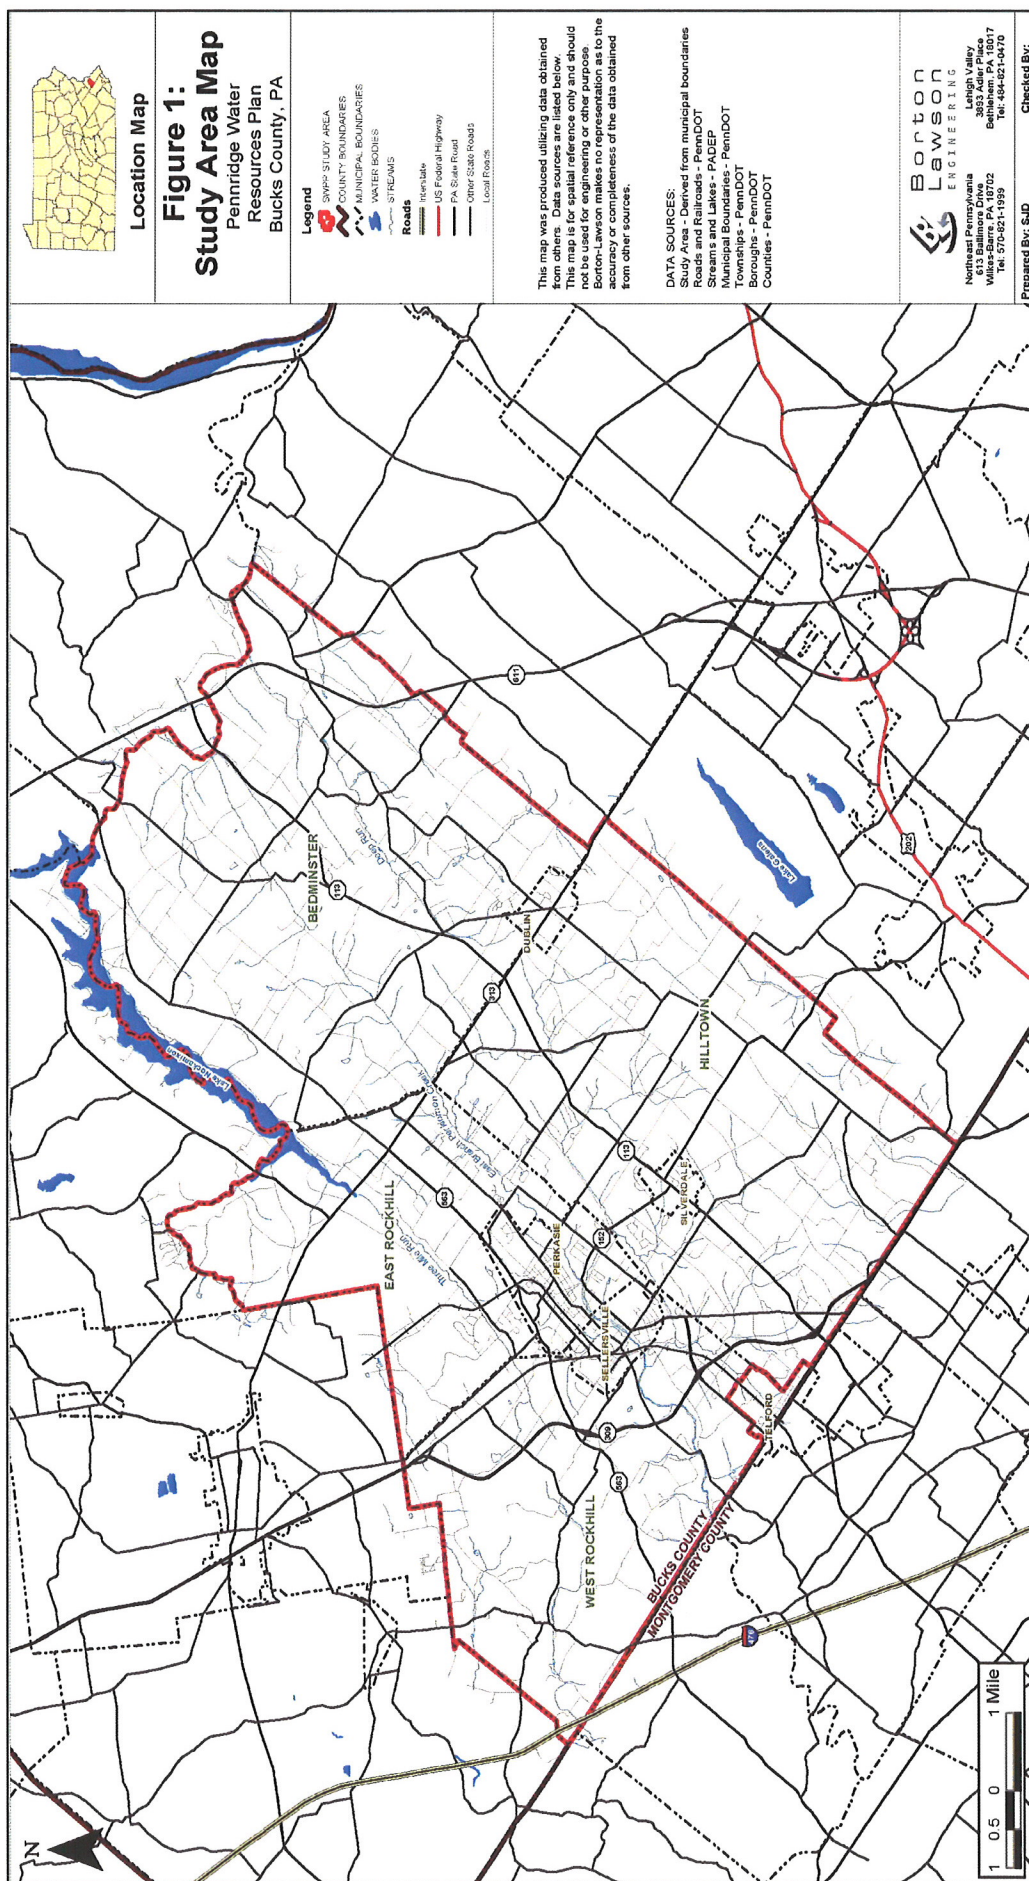 Location Map
Figure 1:
Study Area Map
Pennridge Water
Resources Plan
Bucks County, PA
Legend
SWPP STUDY AREA
COUNTY BOUNDARIES
MUNICIPAL BOUNDARIES
WATER BODIES
STREAMS
Roads
Interstate
US Federal Highway
PA State Road
Other State Roads
Local Roads
This map was produced utilizing data obtained
from others. Data sources are listed below.
This map is for spatial reference only and should
not be used for engineering or other purpose.
Borton-Lawson makes no representation as to the
accuracy or completeness of the data obtained
from other sources.
DATA SOURCES:
Study Area - Derived from municipal boundaries
Roads and Railroads - PennDOT
Streams and Lakes - PADEP
Municipal Boundaries - PennDOT
Townships - PennDOT
Boroughs - PennDOT
Counties - PennDOT
Borton
Lawson
ENGINEERING
Northeast Pennsylvania
613 Baltimore Drive
Wilkes-Barre, PA 18702
Tel: 570-821-1999
Lehigh Valley
3893 Adler Place
Bethlehem, PA 18017
Tel: 484-821-0470
Prepared By: SJD
Checked By:
N
Lake Nockamixon
BEDMINSTER
Deep Run
113
611
DUBLIN
313
EAST ROCKHILL
Three Mile Run
563
East Branch Perkiomen Creek
PERKASIE
152
113
SILVERDALE
HILLTOWN
Lake Galena
202
SELLERSVILLE
309
563
WEST ROCKHILL
TELFORD
BUCKS COUNTY
MONTGOMERY COUNTY
476
1 0.5 0 1 Mile